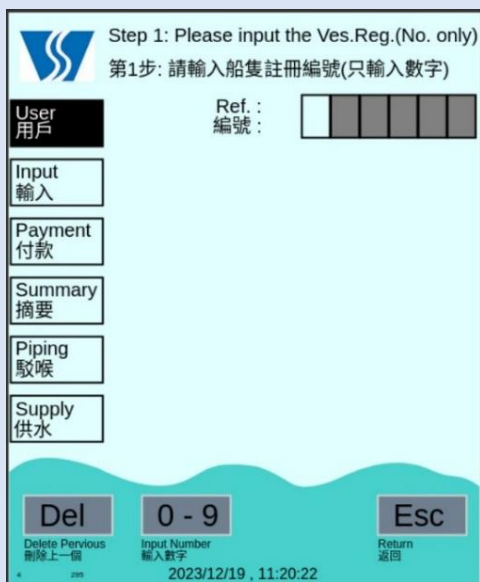 Step 1: Please input the Ves.Reg.(No. only)
第1步: 請輸入船隻註冊編號(只輸入數字)
User
用戶
Ref. :
編號 :
Input
輸入
Payment
付款
Summary
摘要
Piping
駁喉
Supply
供水
Del
0 - 9
Esc
Delete Pervious
刪除上一個
Input Number
輸入數字
Return
返回
4 295
2023/12/19 , 11:20:22